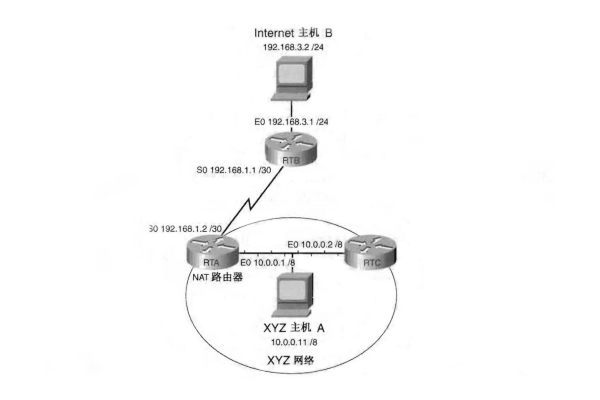 Internet 主机 B
192.168.3.2 /24
E0 192.168.3.1 /24
RTB
S0 192.168.1.1 /30
S0 192.168.1.2 /30
E0 10.0.0.2 /8
RTA
E0 10.0.0.1 /8
RTC
NAT 路由器
XYZ 主机 A
10.0.0.11 /8
XYZ 网络